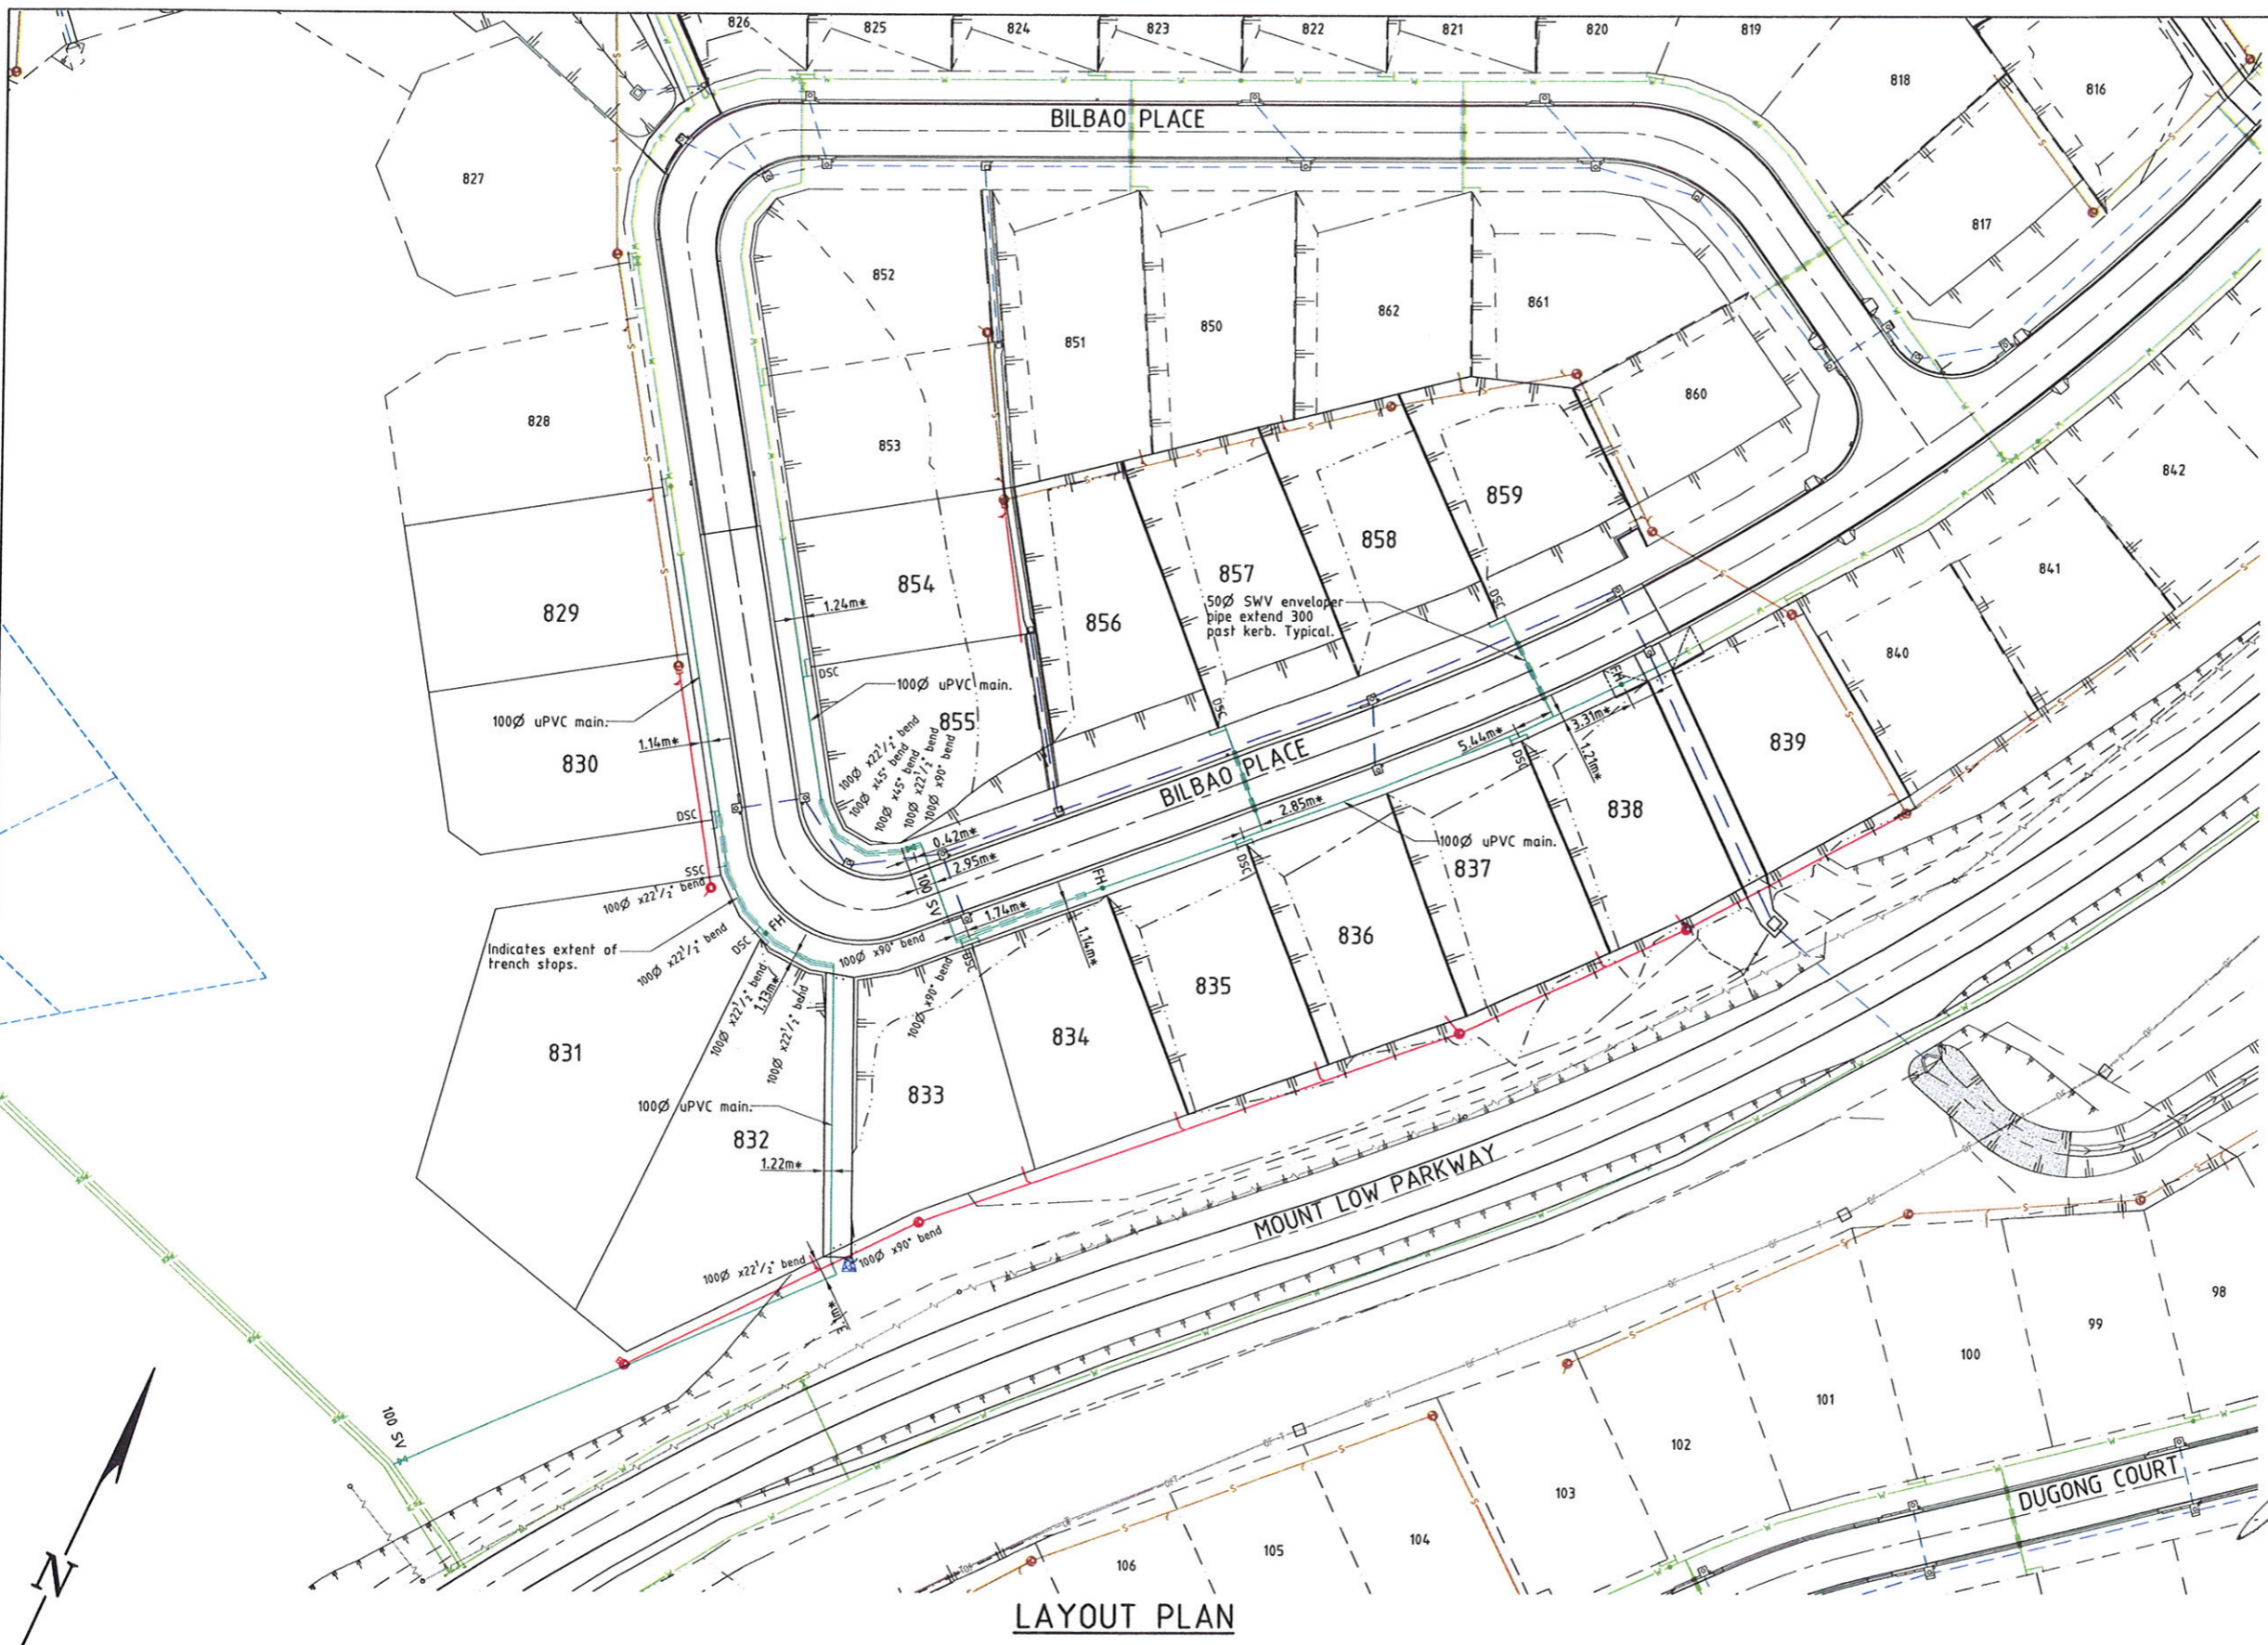 826
825
824
823
822
821
820
819
818
816
BILBAO PLACE
827
817
852
851
850
862
861
860
828
853
842
859
858
857
854
829
856
841
50Ø SWV enveloper
pipe extend 300
past kerb. Typical.
DSC
1.24m*
840
FH
DSC
100Ø uPVC main.
100Ø uPVC main.
855
1.14m*
830
DSC
3.31m*
5.44m*
1.21m*
DSC
839
100Ø x22½° bend
100Ø x45° bend
100Ø x45° bend
100Ø x22½° bend
100Ø x90° bend
BILBAO PLACE
838
2.85m*
DSC
0.42m*
2.95m*
100Ø uPVC main.
837
DSC
SSC
100Ø x22½° bend
100 SV
FH
1.74m*
FH
DSC
Indicates extent of
trench stops.
100Ø x22½° bend
100Ø x90° bend
DSC
1.14m*
836
100Ø x22½° bend
1.13m*
100Ø x22½° bend
100Ø x90° bend
835
831
834
833
100Ø uPVC main.
832
1.22m*
MOUNT LOW PARKWAY
100Ø x22½° bend
100Ø x90° bend
3.1m*
98
99
100
101
100 SV
102
103
104
105
106
DUGONG COURT
N
LAYOUT PLAN